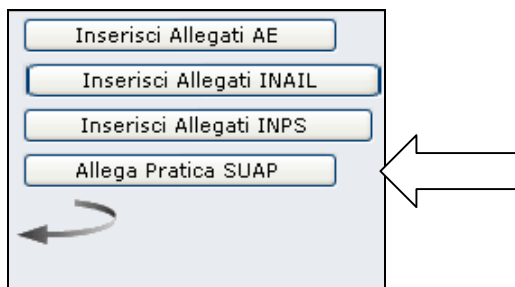 Inserisci Allegati AE
Inserisci Allegati INAIL
Inserisci Allegati INPS
Allega Pratica SUAP